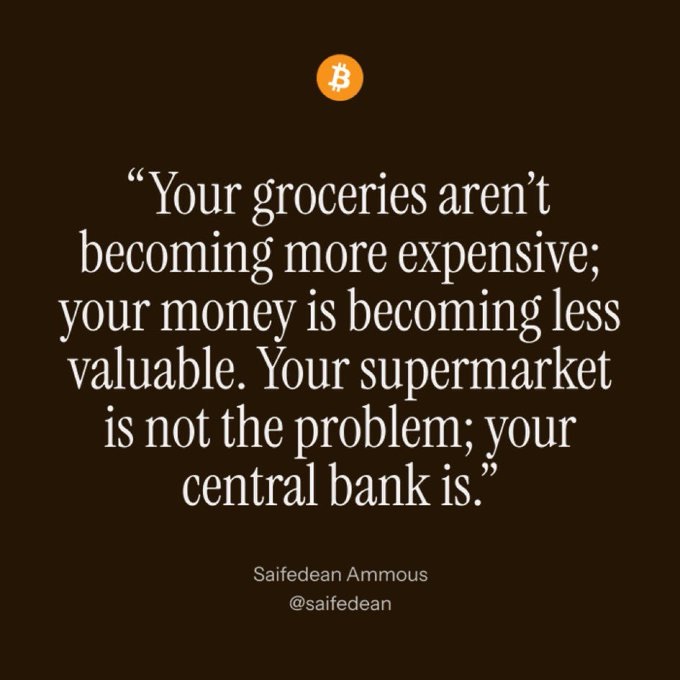 “Your groceries aren’t
becoming more expensive;
your money is becoming less
valuable. Your supermarket
is not the problem; your
central bank is.”
Saifedean Ammous
@saifedean